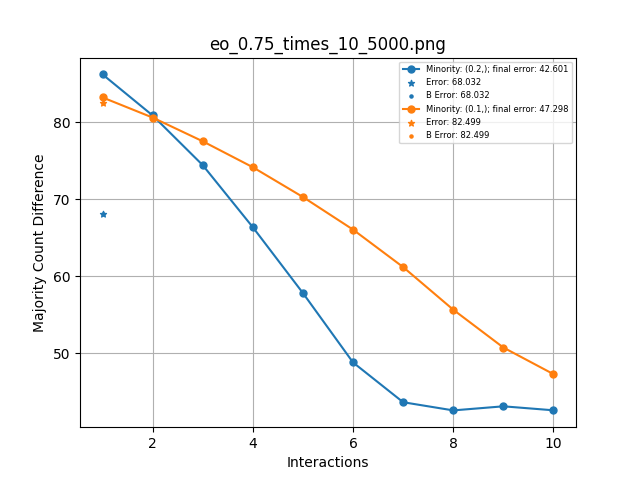 eo_0.75_times_10_5000.png
Minority: (0.2,); final error: 42.601
Error: 68.032
B Error: 68.032
Minority: (0.1,); final error: 47.298
Error: 82.499
B Error: 82.499
Majority Count Difference
80
70
60
50
2 4 6 8 10
Interactions